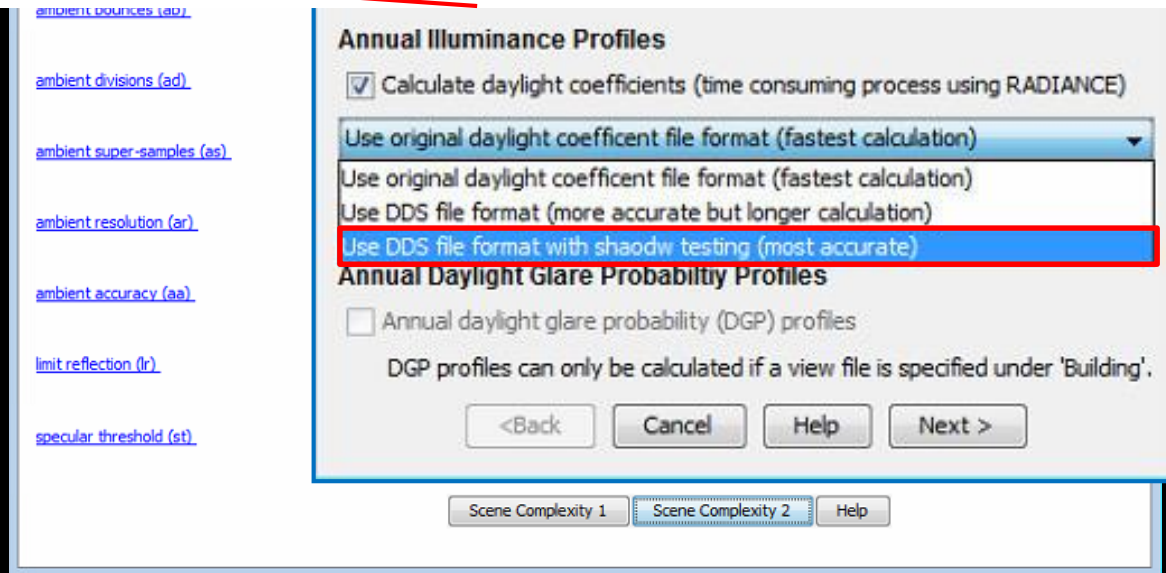 ambient bounces (ab)
ambient divisions (ad)
ambient super-samples (as)
ambient resolution (ar)
ambient accuracy (aa)
limit reflection (lr)
specular threshold (st)
Annual Illuminance Profiles
Calculate daylight coefficients (time consuming process using RADIANCE)
Use original daylight coefficent file format (fastest calculation)
Use original daylight coefficent file format (fastest calculation)
Use DDS file format (more accurate but longer calculation)
Use DDS file format with shaodw testing (most accurate)
Annual Daylight Glare Probabiltiy Profiles
Annual daylight glare probability (DGP) profiles
DGP profiles can only be calculated if a view file is specified under 'Building'.
<Back Cancel Help Next >
Scene Complexity 1 Scene Complexity 2 Help